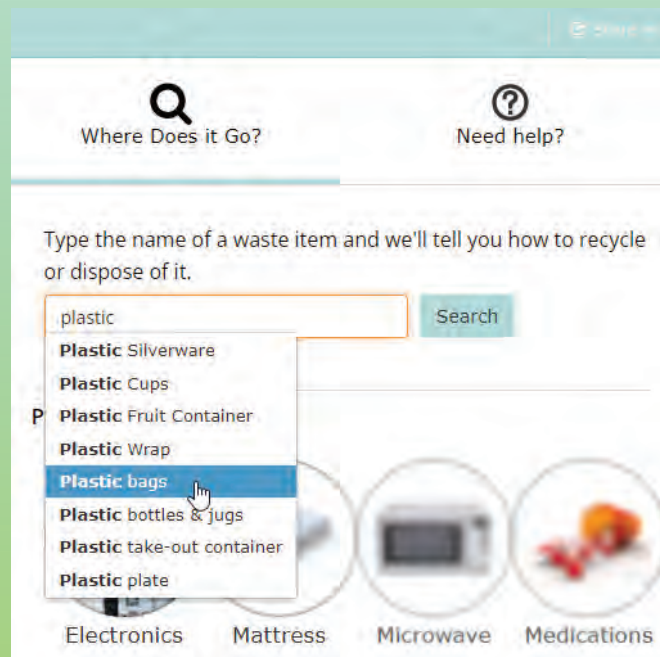 Where Does it Go?
Need help?
Type the name of a waste item and we'll tell you how to recycle
or dispose of it.
plastic
Search
Plastic Silverware
Plastic Cups
Plastic Fruit Container
Plastic Wrap
Plastic bags
Plastic bottles & jugs
Plastic take-out container
Plastic plate
P
Electronics
Mattress
Microwave
Medications